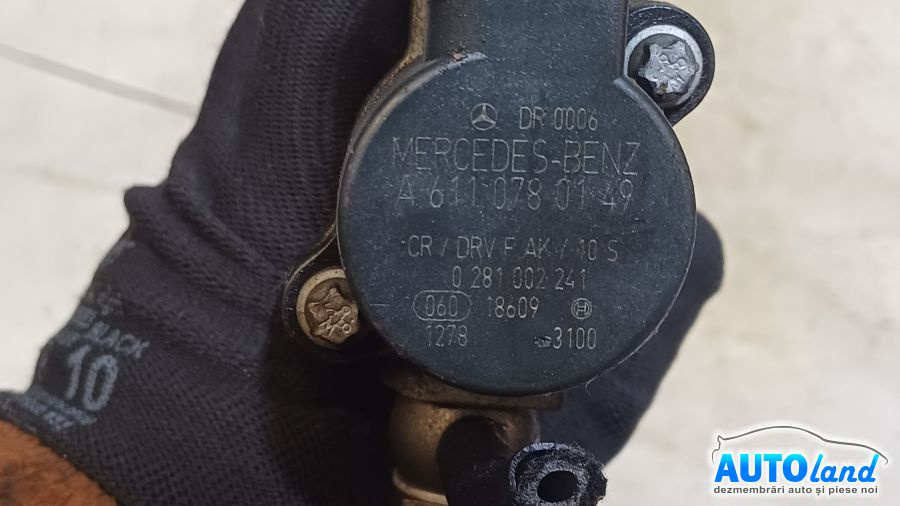 DR 0006
MERCEDES-BENZ
A 611 078 01 49
CR / DRV F AK / 10 S
0 281 002 241
060 18609
1278 3100
BLACK
10
AUTOland
dezmembrări auto și piese noi